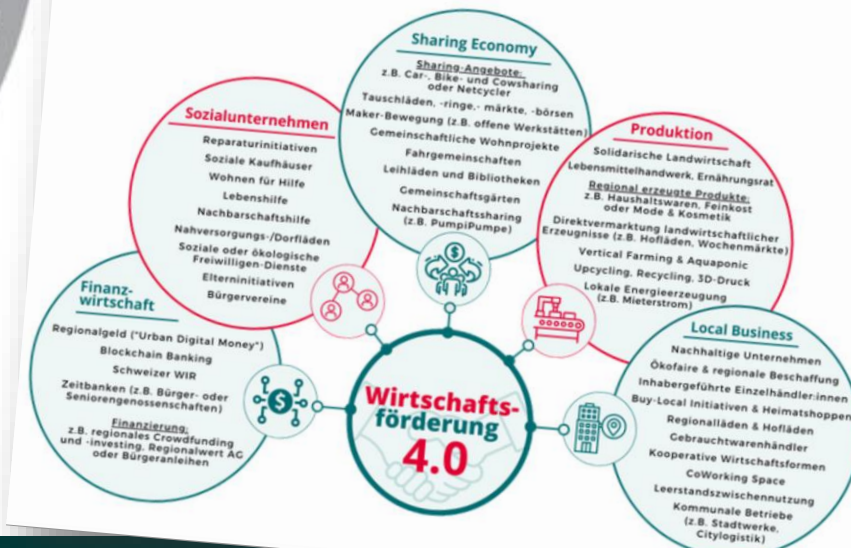 Finanz-
wirtschaft
Regionalgeld ("Urban Digital Money")
Blockchain Banking
Schweizer WIR
Zeitbanken (z.B. Bürger- oder
Seniorengenossenschaften)
Finanzierung:
z.B. regionales Crowdfunding
und -investing, Regionalwert AG
oder Bürgeranleihen
Sozialunternehmen
Reparaturinitiativen
Soziale Kaufhäuser
Wohnen für Hilfe
Lebenshilfe
Nachbarschaftshilfe
Nahversorgungs-/Dorfläden
Soziale oder ökologische
Freiwilligen-Dienste
Elterninitiativen
Bürgervereine
Sharing Economy
Sharing-Angebote:
z.B. Car-, Bike- und Cowsharing
oder Netcycler
Tauschläden, -ringe,- märkte, -börsen
Maker-Bewegung (z.B. offene Werkstätten)
Gemeinschaftliche Wohnprojekte
Fahrgemeinschaften
Leihläden und Bibliotheken
Gemeinschaftsgärten
Nachbarschaftssharing
(z.B. PumpiPumpe)
Produktion
Solidarische Landwirtschaft
Lebensmittelhandwerk, Ernährungsrat
Regional erzeugte Produkte:
z.B. Haushaltswaren, Feinkost
oder Mode & Kosmetik
Direktvermarktung landwirtschaftlicher
Erzeugnisse (z.B. Hofläden, Wochenmärkte)
Vertical Farming & Aquaponic
Upcycling, Recycling, 3D-Druck
Lokale Energieerzeugung
(z.B. Mieterstrom)
Local Business
Nachhaltige Unternehmen
Ökofaire & regionale Beschaffung
Inhabergeführte Einzelhändler:innen
Buy-Local Initiativen & Heimatshoppen
Regionalläden & Hofläden
Gebrauchtwarenhändler
Kooperative Wirtschaftsformen
CoWorking Space
Leerstandszwischennutzung
Kommunale Betriebe
(z.B. Stadtwerke,
Citylogistik)
Wirtschafts-
förderung
4.0